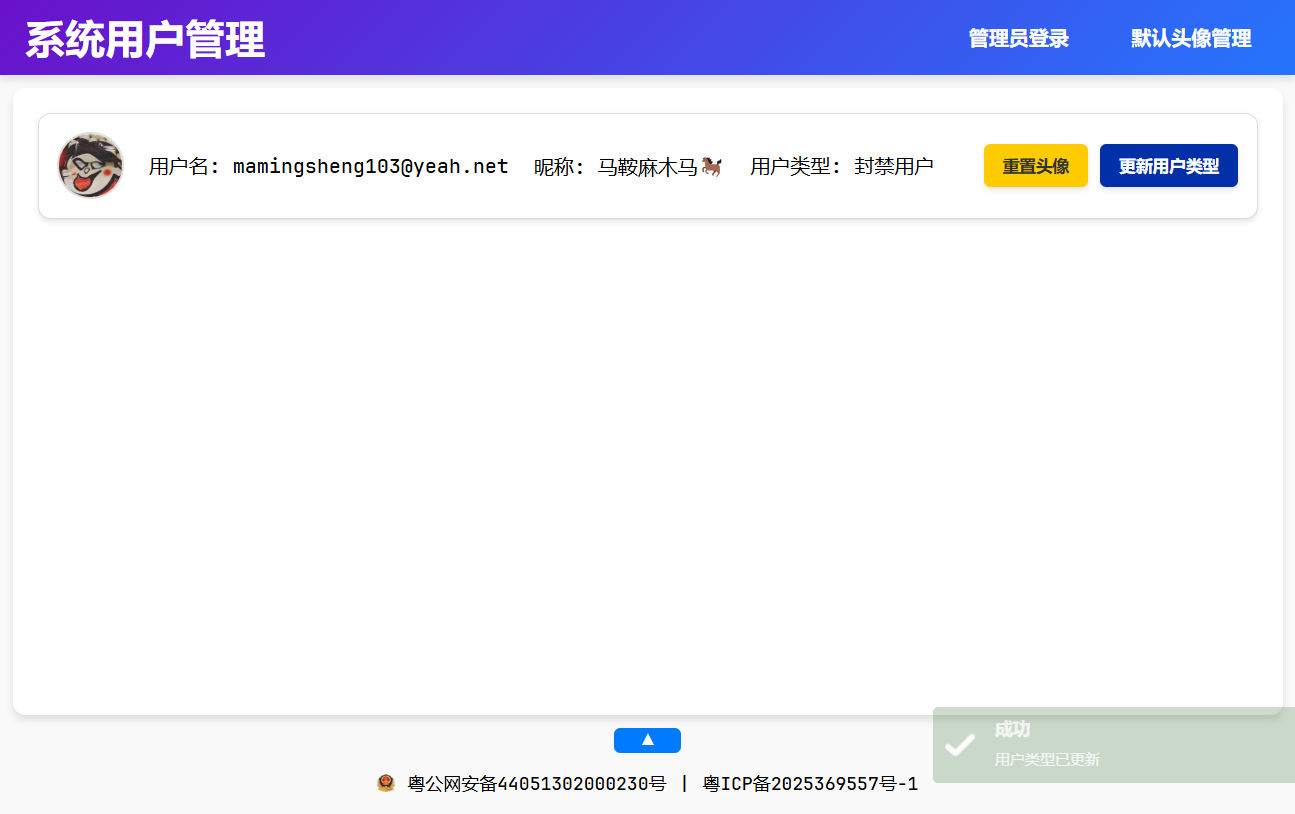 系统用户管理 管理员登录 默认头像管理
用户名: mamingsheng103@yeah.net 昵称: 马鞍麻木马🐎 用户类型: 封禁用户 重置头像 更新用户类型
▲
成功
用户类型已更新
粤公网安备44051302000230号 | 粤ICP备2025369557号-1